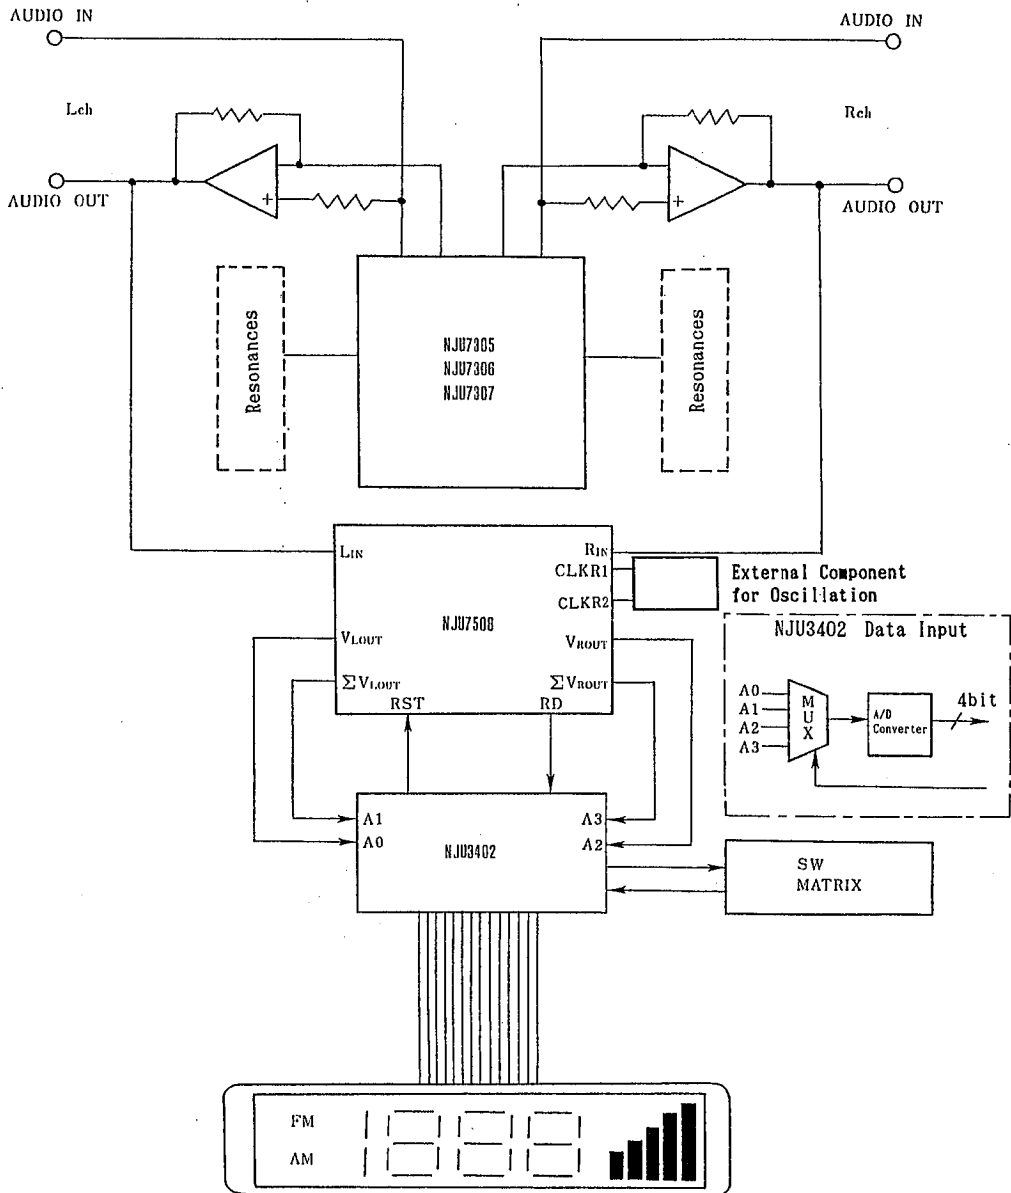 AUDIO IN
AUDIO IN
Lch
Rch
AUDIO OUT
AUDIO OUT
+
+
Resonances
NJU7305
NJU7306
NJU7307
Resonances
LIN
RIN
CLKR1
CLKR2
External Component
for Oscillation
NJU7508
VLOUT
VROUT
ΣVLOUT
ΣVROUT
RST
RD
NJU3402 Data Input
A0
A1
A2
A3
MUX
A/D
Converter
4bit
A1
A0
A3
A2
NJU3402
SW
MATRIX
FM
AM
1888